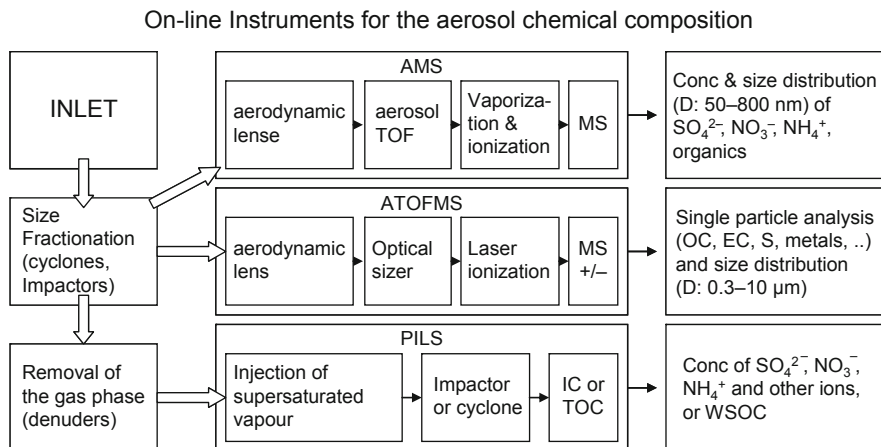 On-line Instruments for the aerosol chemical composition
INLET
Size
Fractionation
(cyclones,
Impactors)
Removal of
the gas phase
(denuders)
AMS
aerodynamic
lense
aerosol
TOF
Vaporiza-
tion &
ionization
MS
Conc & size distribution
(D: 50–800 nm) of
SO₄²⁻, NO₃⁻, NH₄⁺,
organics
ATOFMS
aerodynamic
lens
Optical
sizer
Laser
ionization
MS
+/–
Single particle analysis
(OC, EC, S, metals, ..)
and size distribution
(D: 0.3–10 µm)
PILS
Injection of
supersaturated
vapour
Impactor
or cyclone
IC or
TOC
Conc of SO₄²⁻, NO₃⁻,
NH₄⁺ and other ions,
or WSOC